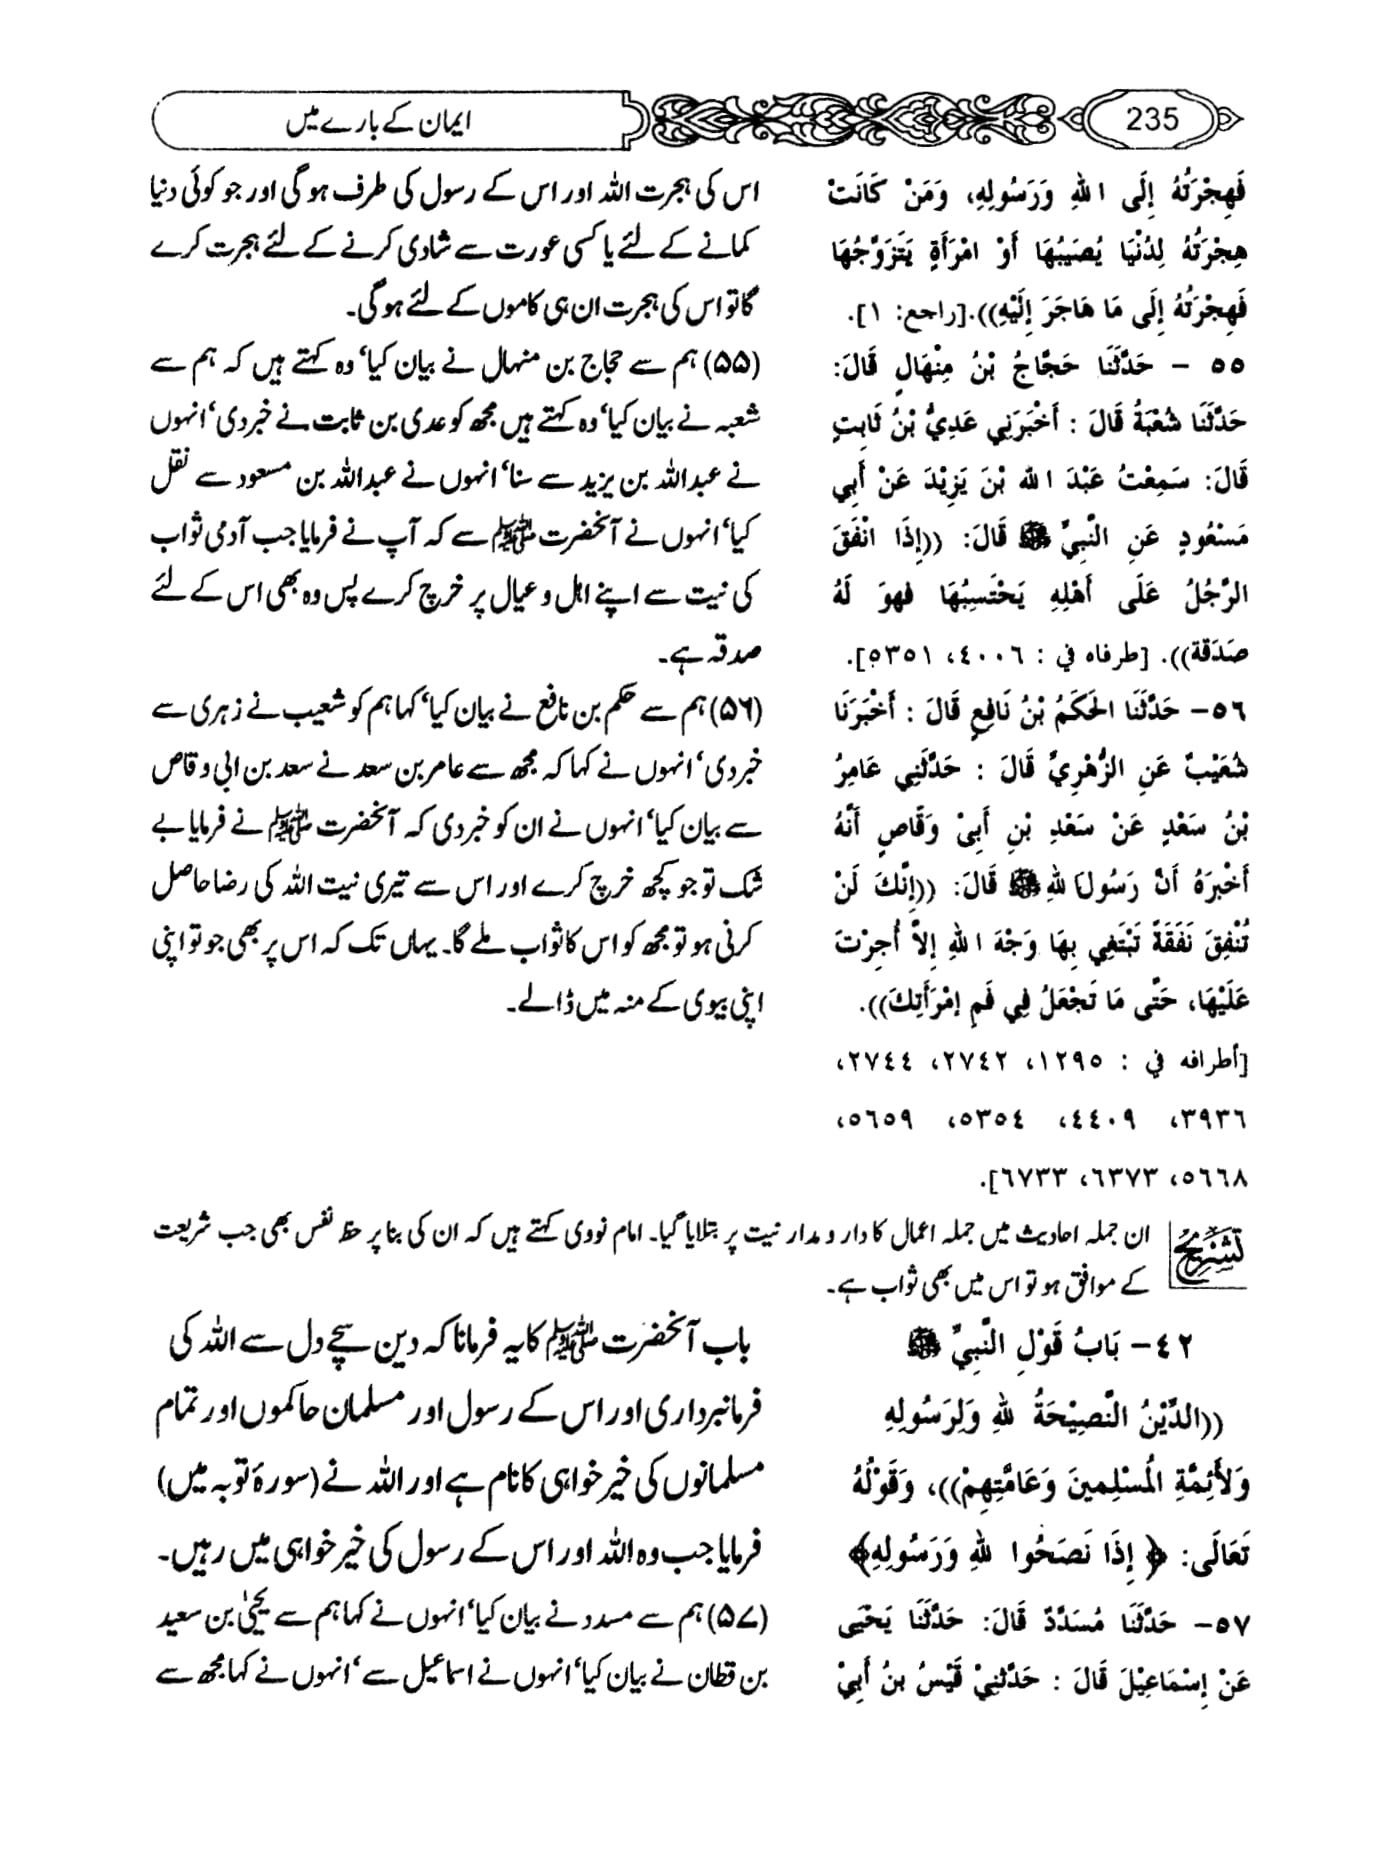 235
ایمان کے بارے میں
فَهِجْرَتُهُ إِلَى اللهِ وَرَسُولِهِ، وَمَنْ كَانَتْ
هِجْرَتُهُ لِدُنْيَا يُصِيبُهَا أَوْ امْرَأَةٍ يَتَزَوَّجُهَا
فَهِجْرَتُهُ إِلَى مَا هَاجَرَ إِلَيْهِ)).[راجع: ١].
٥٥ – حَدَّثَنَا حَجَّاجُ بْنُ مِنْهَالٍ قَالَ:
حَدَّثَنَا شُعْبَةُ قَالَ : أَخْبَرَنِي عَدِيُّ بْنُ ثَابِتٍ
قَالَ: سَمِعْتُ عَبْدَ الله بْنَ يَزِيْدَ عَنْ أَبِي
مَسْعُودٍ عَنِ النَّبِيِّ ﷺ قَالَ: ((إِذَا انْفَقَ
الرَّجُلُ عَلَى أَهْلِهِ يَحْتَسِبُهَا فهوَ لَهُ
صَدَقَة)). [طرفاه في : ٤٠٠٦، ٥٣٥١].
٥٦– حَدَّثَنَا الحَكَمُ بْنُ نَافِعٍ قَالَ : أَخْبَرَنَا
شُعَيْبٌ عَنِ الزُّهْرِيِّ قَالَ : حَدَّثَنِي عَامِرُ
بْنُ سَعْدٍ عَنْ سَعْدِ بْنِ أَبِيْ وَقَّاصٍ أَنَّهُ
أَخْبَرَهُ أَنَّ رَسُولَ اللهِ ﷺ قَالَ: ((إِنَّكَ لَنْ
تُنْفِقَ نَفَقَةً تَبْتَغِي بِهَا وَجْهَ اللهِ إِلاَّ أُجِرْتَ
عَلَيْهَا، حَتَّى مَا تَجْعَلُ فِي فَمِ إمْرَأَتِكَ)).
[أطرافه في : ١٢٩٥، ٢٧٤٢، ٢٧٤٤،
٣٩٣٦، ٤٤٠٩، ٥٣٥٤، ٥٦٥٩،
٥٦٦٨، ٦٣٧٣، ٦٧٣٣].
اس کی ہجرت اللہ اور اس کے رسول کی طرف ہو گی اور جو کوئی دنیا
کمانے کے لئے یا کسی عورت سے شادی کرنے کے لئے ہجرت کرے
گا تو اس کی ہجرت ان ہی کاموں کے لئے ہو گی۔
(۵۵) ہم سے حجاج بن منہال نے بیان کیا‘ وہ کہتے ہیں کہ ہم سے
شعبہ نے بیان کیا‘ وہ کہتے ہیں مجھ کو عدی بن ثابت نے خبر دی‘ انہوں
نے عبداللہ بن یزید سے سنا‘ انہوں نے عبداللہ بن مسعود سے نقل
کیا‘ انہوں نے آنحضرت ﷺ سے کہ آپ نے فرمایا جب آدمی ثواب
کی نیت سے اپنے اہل و عیال پر خرچ کرے پس وہ بھی اس کے لئے
صدقہ ہے۔
(۵۶) ہم سے حکم بن نافع نے بیان کیا‘ کہا ہم کو شعیب نے زہری سے
خبر دی‘ انہوں نے کہا کہ مجھ سے عامر بن سعد نے سعد بن ابی وقاص
سے بیان کیا‘ انہوں نے ان کو خبر دی کہ آنحضرت ﷺ نے فرمایا بے
شک تو جو کچھ خرچ کرے اور اس سے تیری نیت اللہ کی رضا حاصل
کرنی ہو تو تجھ کو اس کا ثواب ملے گا۔ یہاں تک کہ اس پر بھی جو تو اپنی
اپنی بیوی کے منہ میں ڈالے۔
تشریح
ان جملہ احادیث میں جملہ اعمال کا دار و مدار نیت پر بتلایا گیا۔ امام نووی کہتے ہیں کہ ان کی بنا پر حظ نفس بھی جب شریعت
کے موافق ہو تو اس میں بھی ثواب ہے۔
٤٢– بَابُ قَوْلِ النَّبِيِّ ﷺ
((الدِّيْنُ النَّصِيْحَةُ للهِ وَلِرَسُولِهِ
وَلأَئِمَّةِ الْمُسْلِمينَ وَعَامَّتِهِمْ))، وَقَوْلُهُ
تَعَالَى: ﴿ إِذَا نَصَحُوا للهِ وَرَسُولِهِ﴾
٥٧– حَدَّثَنَا مُسَدَّدٌ قَالَ: حَدَّثَنَا يَحْيَى
عَنْ إِسْمَاعِيْلَ قَالَ : حَدَّثَنِيْ قَيْسُ بنُ أَبِيْ
باب آنحضرت ﷺ کا یہ فرمانا کہ دین سچے دل سے اللہ کی
فرمانبرداری اور اس کے رسول اور مسلمان حاکموں اور تمام
مسلمانوں کی خیر خواہی کا نام ہے اور اللہ نے (سورۂ توبہ میں)
فرمایا جب وہ اللہ اور اس کے رسول کی خیر خواہی میں رہیں۔
(۵۷) ہم سے مسدد نے بیان کیا‘ انہوں نے کہا ہم سے یحییٰ بن سعید
بن قطان نے بیان کیا‘ انہوں نے اسماعیل سے‘ انہوں نے کہا مجھ سے